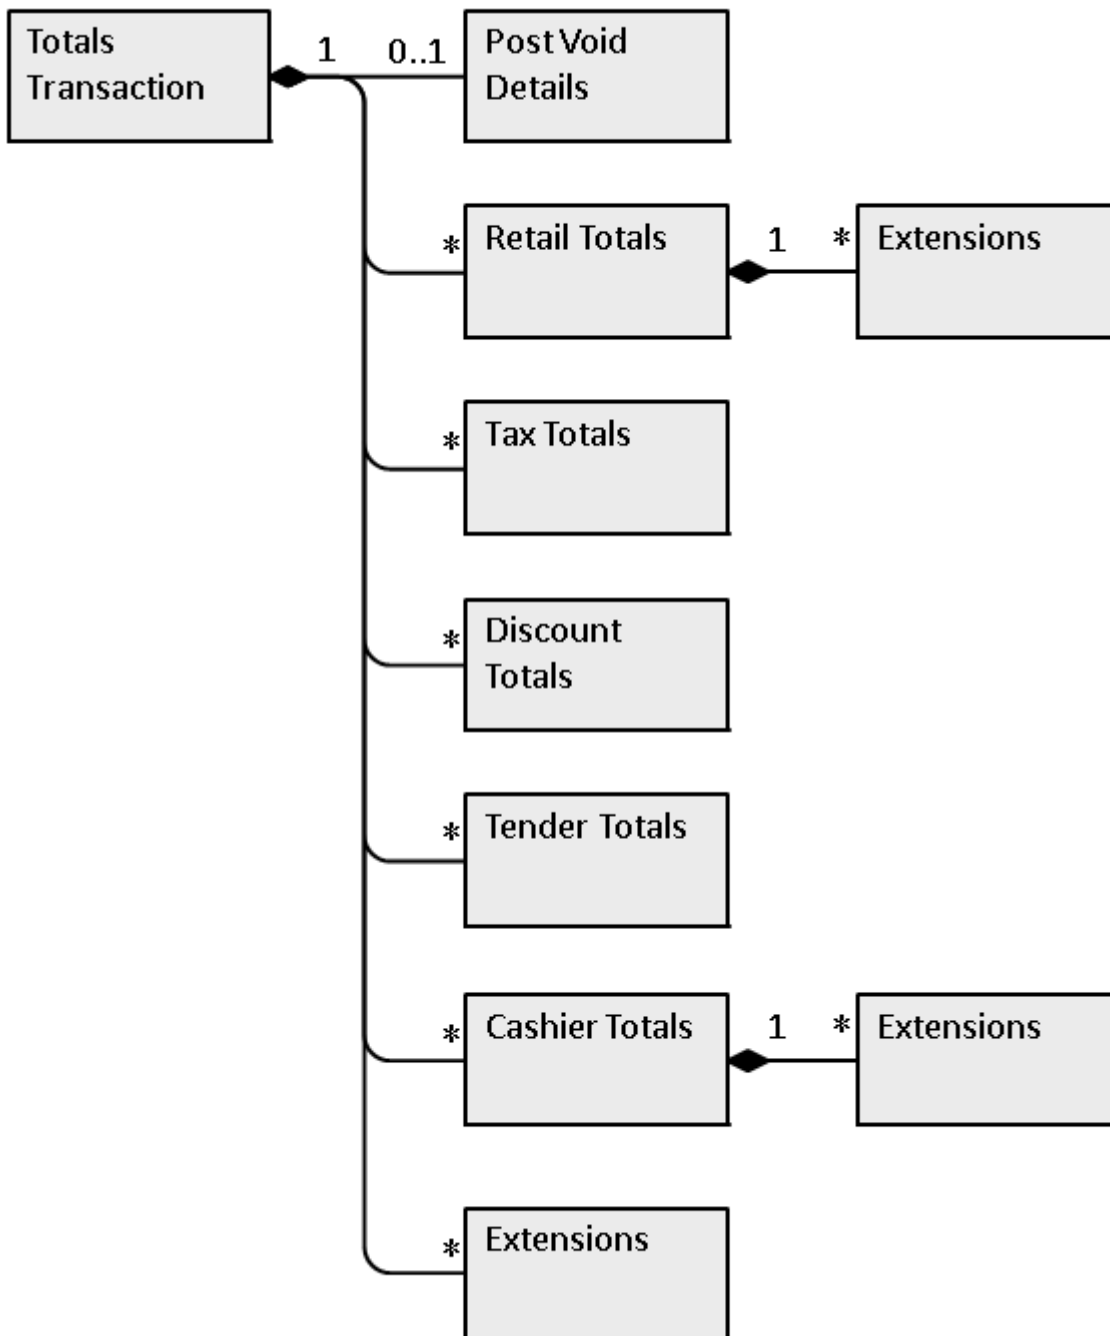 Totals
Transaction
1
0..1
Post Void
Details
*
Retail Totals
1
*
Extensions
*
Tax Totals
*
Discount
Totals
*
Tender Totals
*
Cashier Totals
1
*
Extensions
*
Extensions